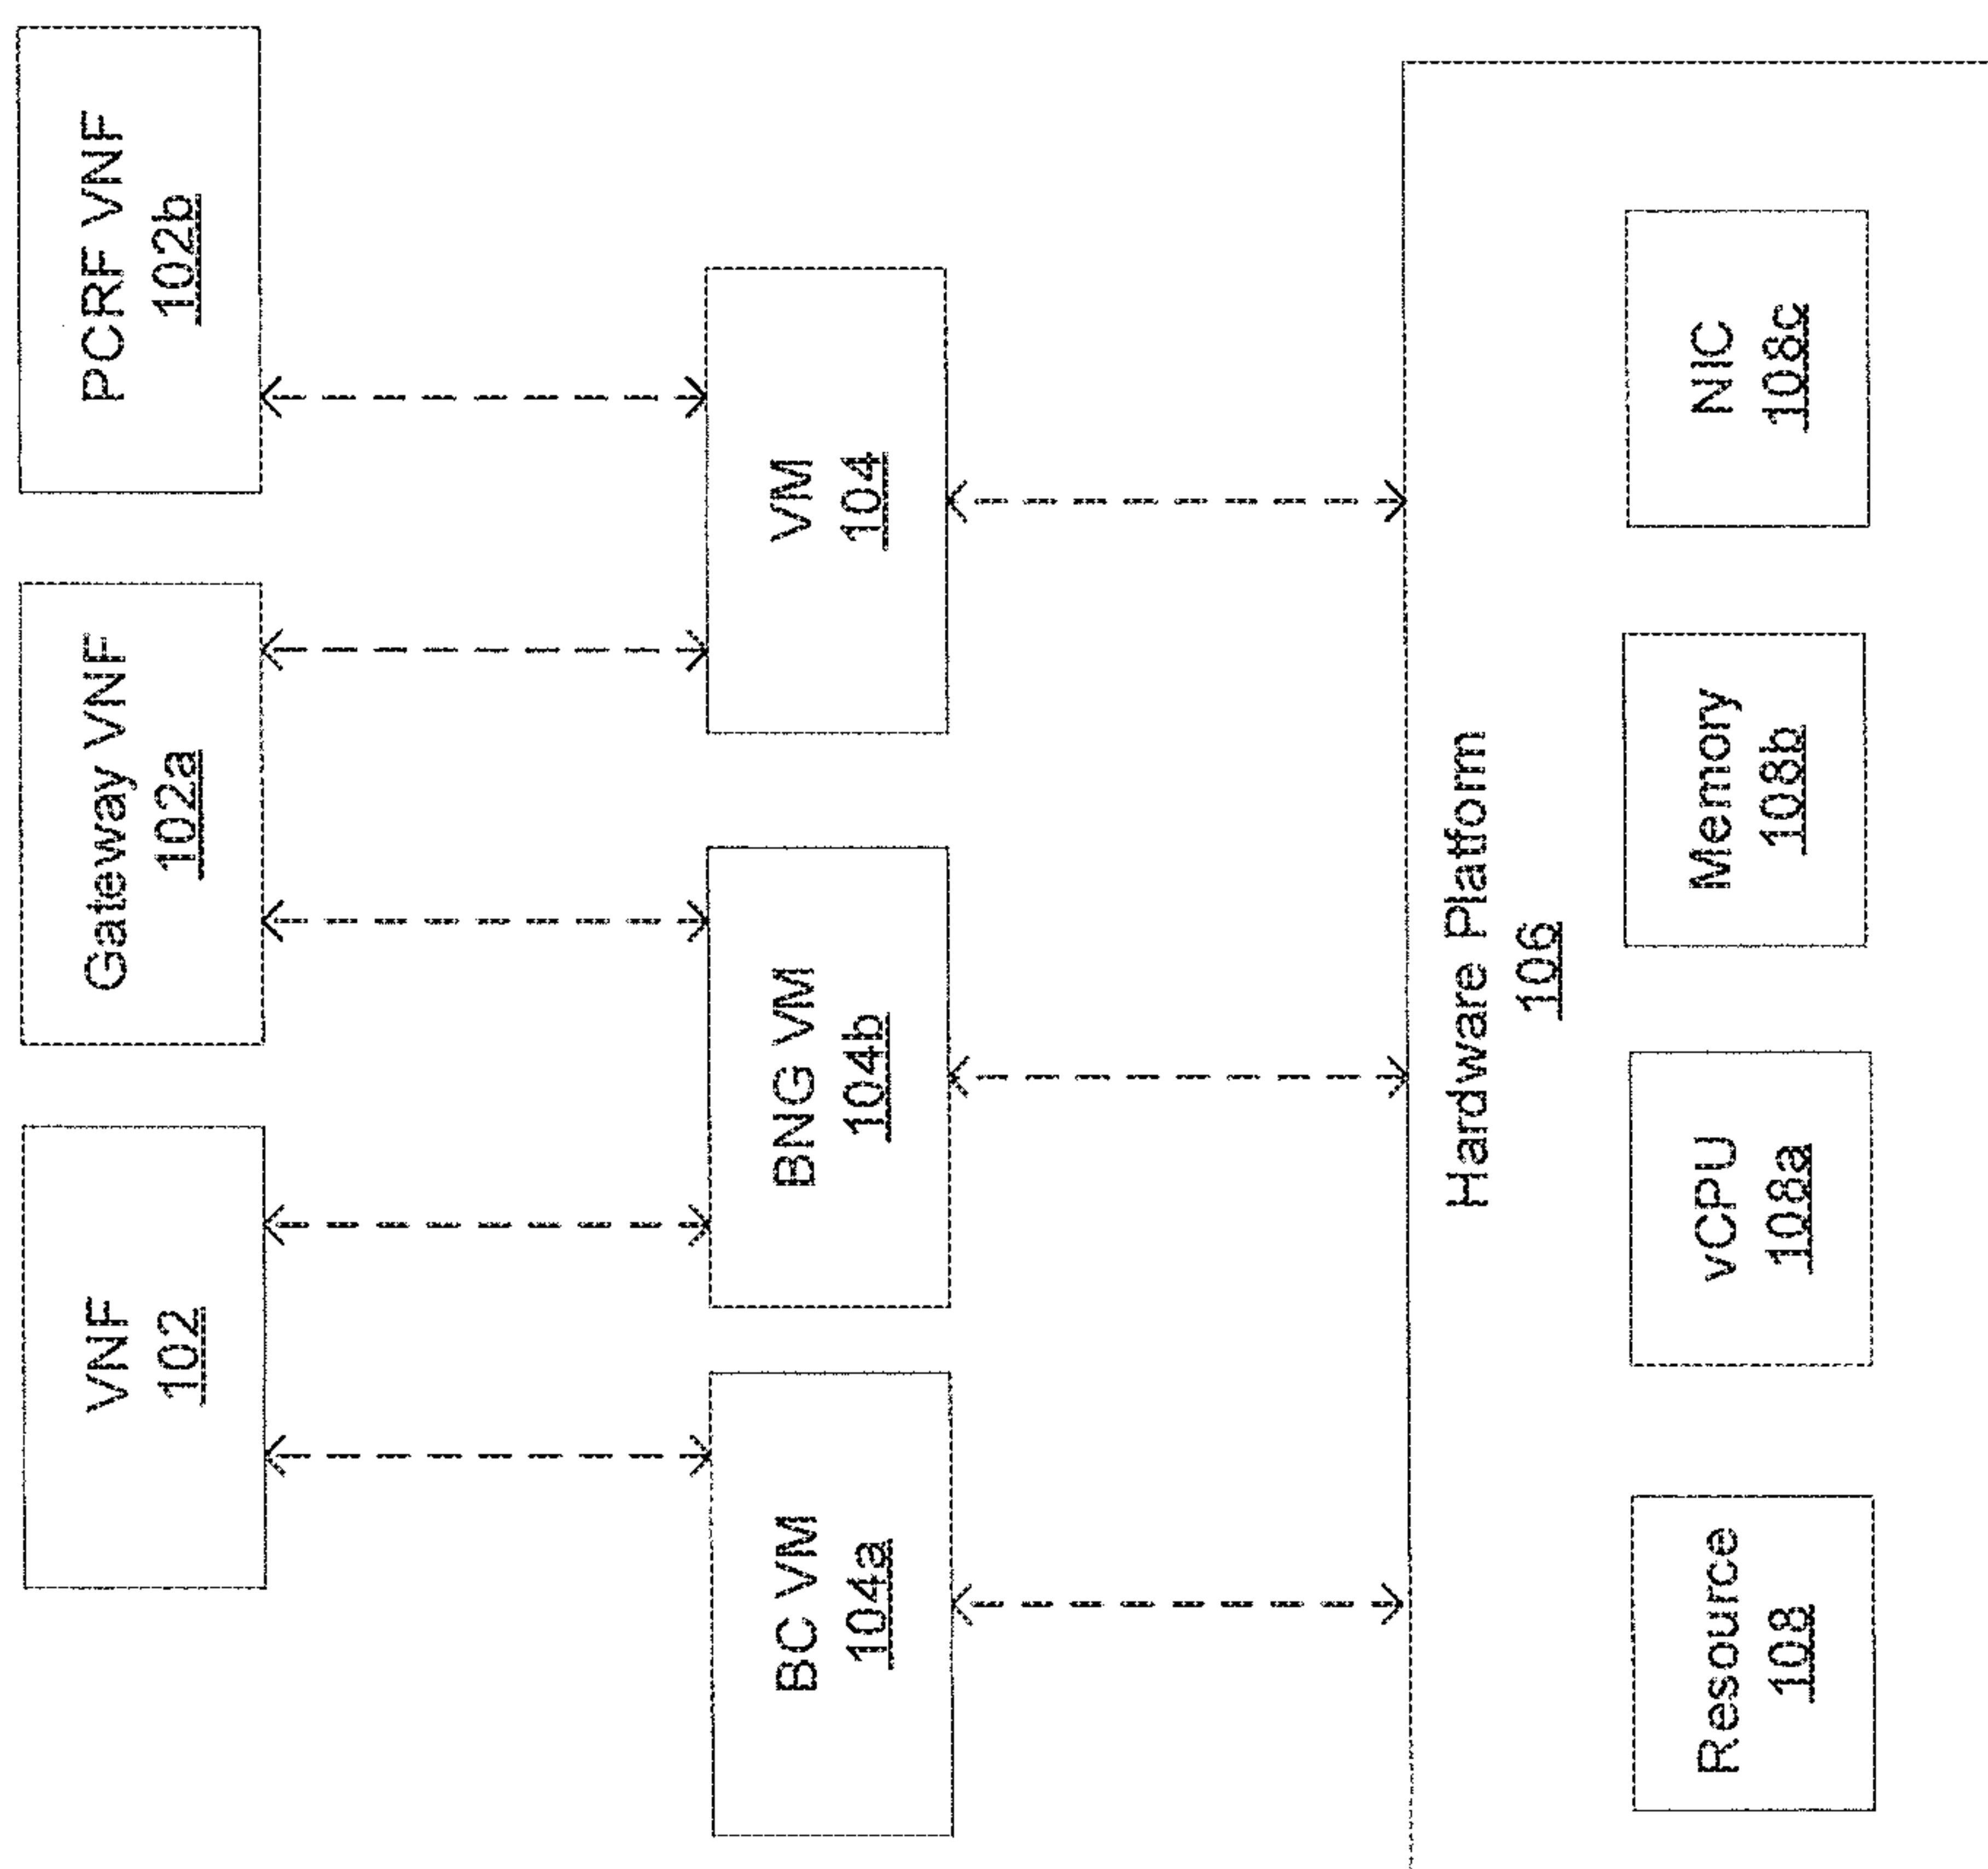 VNF
102
Gateway VNF
102a
PCRF VNF
102b
BC VM
104a
BNG VM
104b
VM
104
Hardware Platform
106
Resource
108
vCPU
108a
Memory
108b
NIC
108c